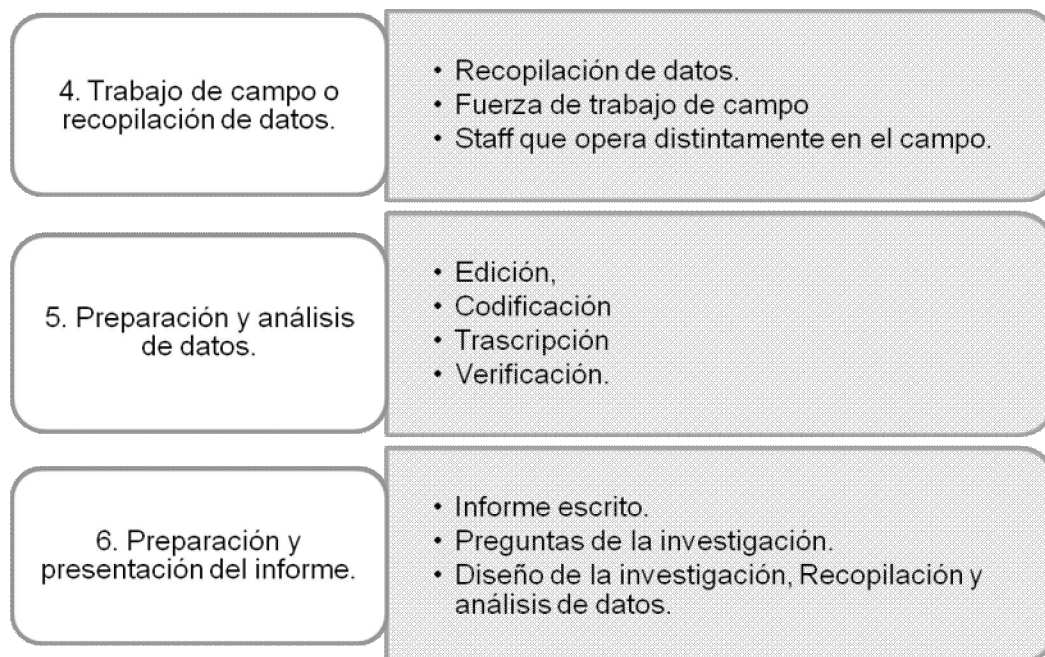 4. Trabajo de campo o
recopilación de datos.
• Recopilación de datos.
• Fuerza de trabajo de campo
• Staff que opera distintamente en el campo.
5. Preparación y análisis
de datos.
• Edición,
• Codificación
• Trascripción
• Verificación.
6. Preparación y
presentación del informe.
• Informe escrito.
• Preguntas de la investigación.
• Diseño de la investigación, Recopilación y
análisis de datos.